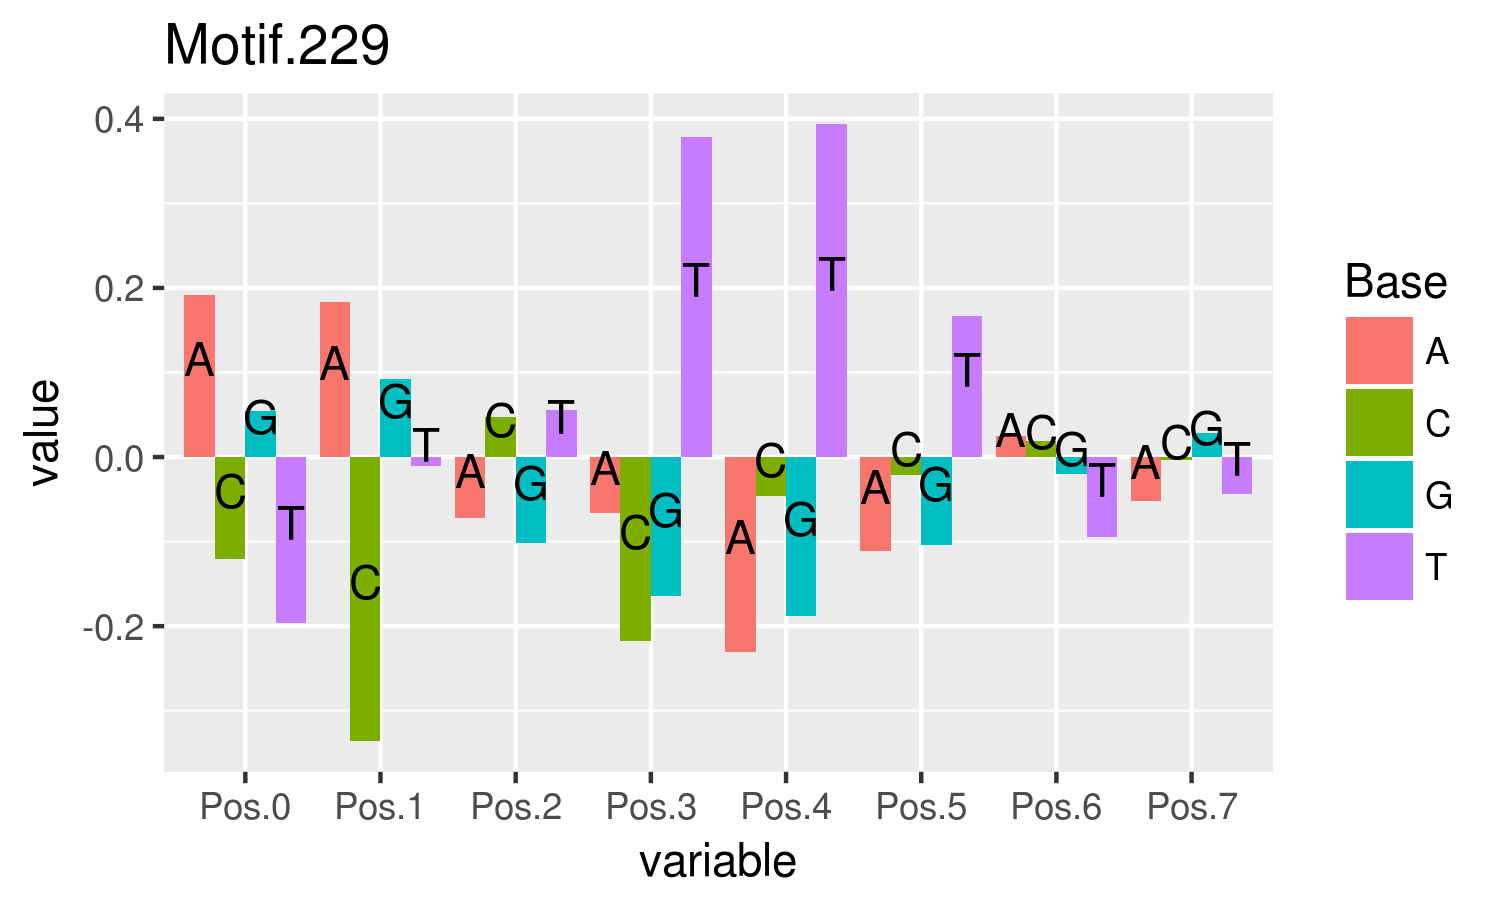 Motif.229
0.4
0.2
0.0
-0.2
value
A C G T
A C G T
A C G T
A C G T
A C G T
A C G T
A C G T
A C G T
Pos.0 Pos.1 Pos.2 Pos.3 Pos.4 Pos.5 Pos.6 Pos.7
variable
Base
A
C
G
T